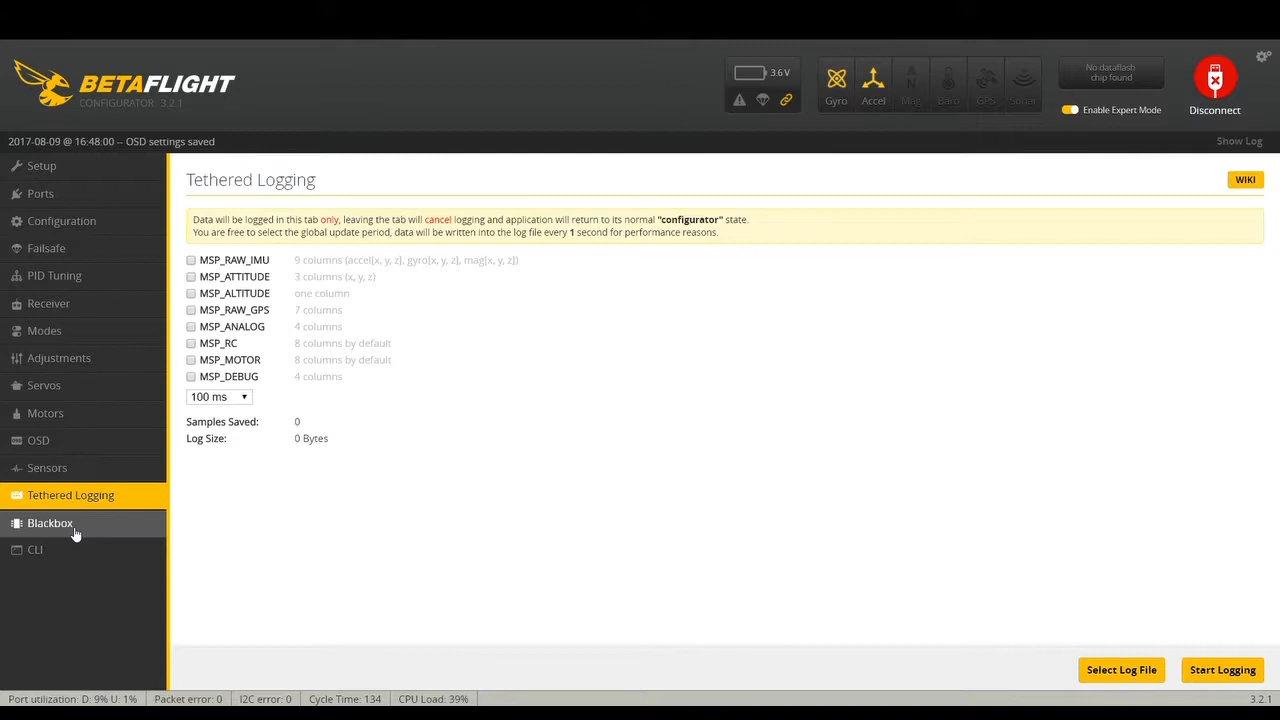 BETAFLIGHT
CONFIGURATOR 3.2.1
3.6 V
Gyro
Accel
Mag
Baro
GPS
Sonar
No dataflash
chip found
Enable Expert Mode
Disconnect
2017-08-09 @ 16:48:00 -- OSD settings saved
Show Log
Setup
Ports
Configuration
Failsafe
PID Tuning
Receiver
Modes
Adjustments
Servos
Motors
OSD
Sensors
Tethered Logging
Blackbox
CLI
Tethered Logging
WIKI
Data will be logged in this tab only, leaving the tab will cancel logging and application will return to its normal "configurator" state.
You are free to select the global update period, data will be written into the log file every 1 second for performance reasons.
MSP_RAW_IMU 9 columns (accel[x, y, z], gyro[x, y, z], mag[x, y, z])
MSP_ATTITUDE 3 columns (x, y, z)
MSP_ALTITUDE one column
MSP_RAW_GPS 7 columns
MSP_ANALOG 4 columns
MSP_RC 8 columns by default
MSP_MOTOR 8 columns by default
MSP_DEBUG 4 columns
100 ms
Samples Saved: 0
Log Size: 0 Bytes
Select Log File
Start Logging
Port utilization: D: 9% U: 1%
Packet error: 0
I2C error: 0
Cycle Time: 134
CPU Load: 39%
3.2.1